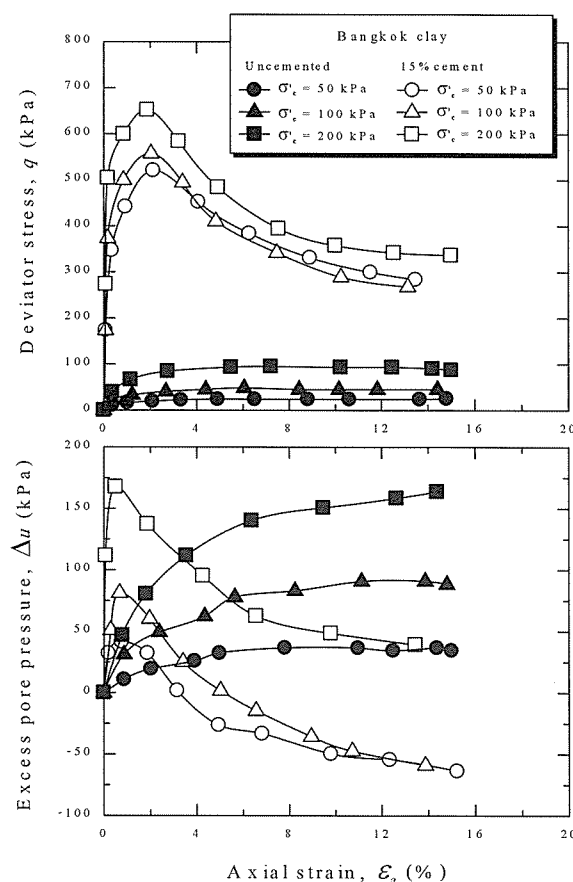 800
700
600
500
400
300
200
100
0
Deviator stress, q (kPa)
Bangkok clay
Uncemented 15% cement
σ'c = 50 kPa σ'c = 50 kPa
σ'c = 100 kPa σ'c = 100 kPa
σ'c = 200 kPa σ'c = 200 kPa
0 4 8 12 16 20
200
150
100
50
0
-50
-100
Excess pore pressure, Δu (kPa)
0 4 8 12 16 20
Axial strain, εa (%)